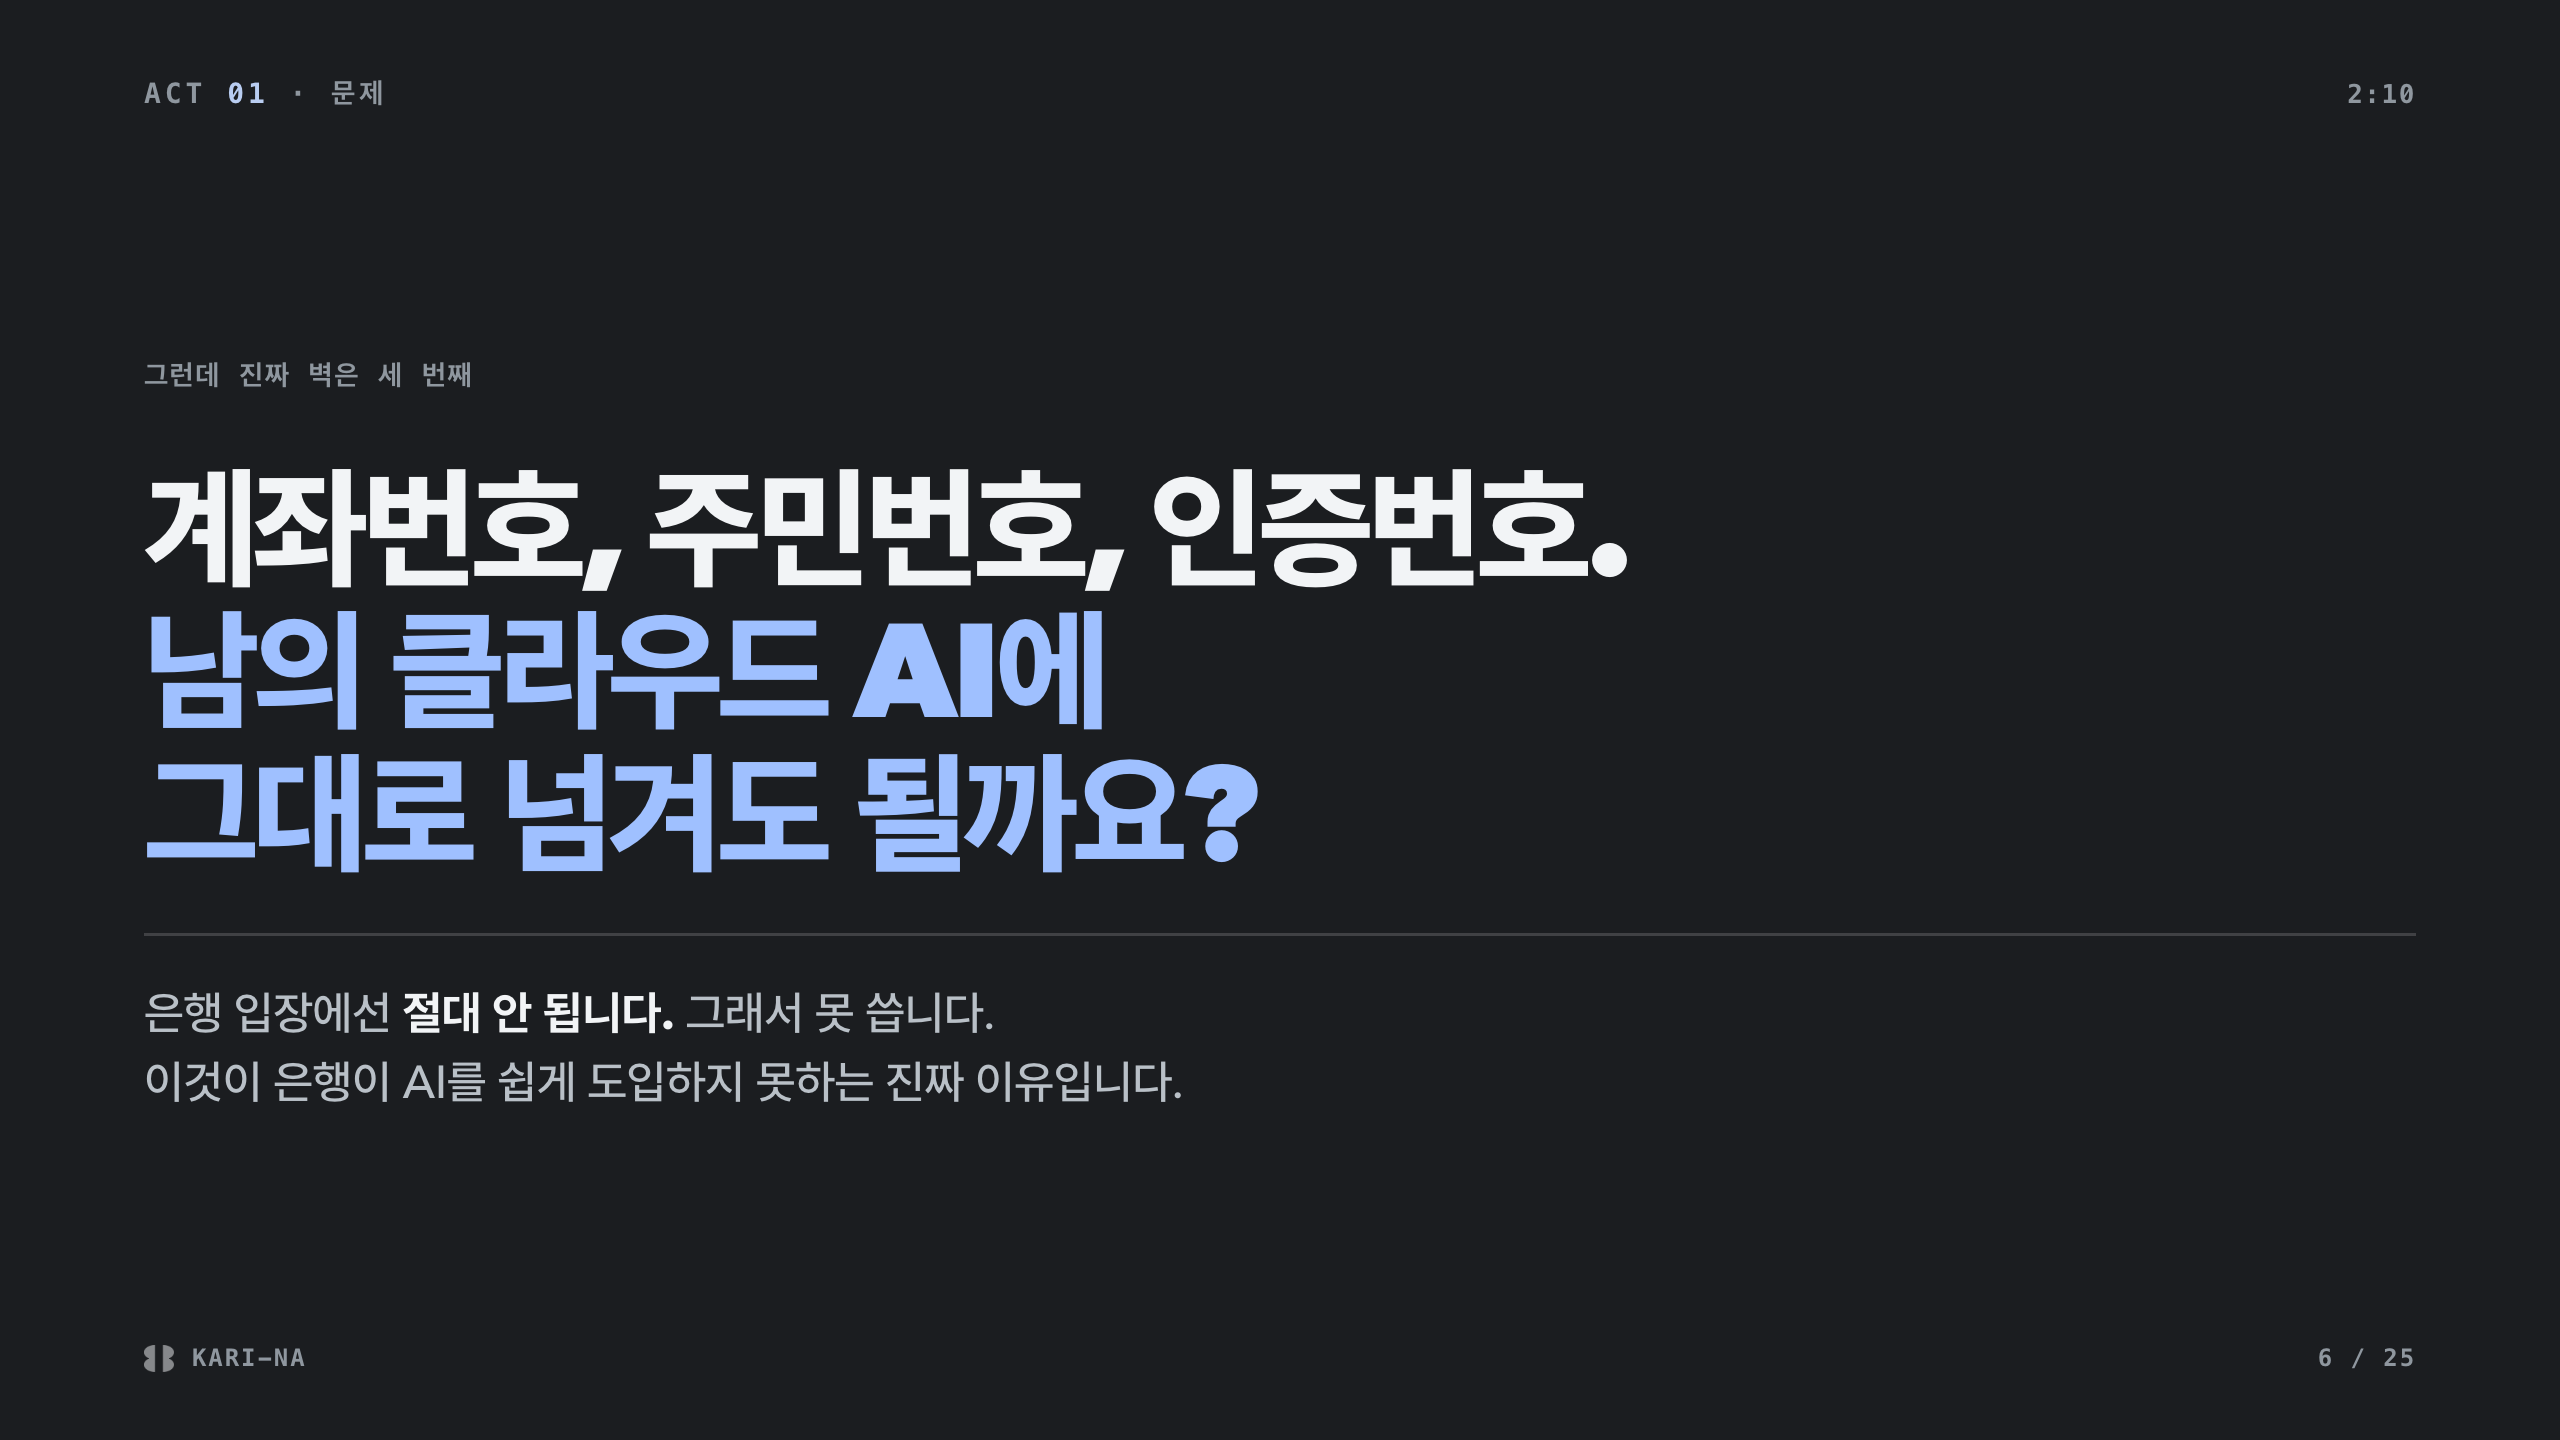 ACT 01 · 문제
2:10
그런데 진짜 벽은 세 번째
계좌번호, 주민번호, 인증번호.
남의 클라우드 AI에
그대로 넘겨도 될까요?
은행 입장에선 절대 안 됩니다. 그래서 못 씁니다.
이것이 은행이 AI를 쉽게 도입하지 못하는 진짜 이유입니다.
KARI–NA
6 / 25